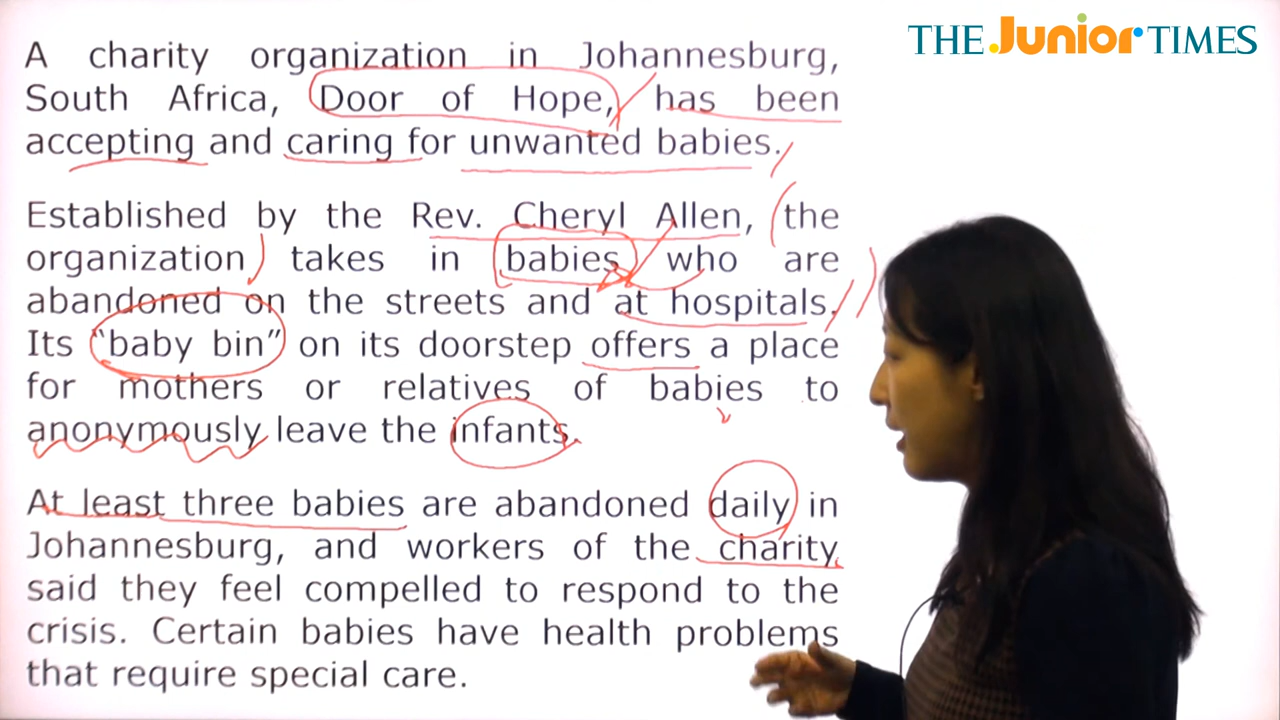 THE Junior TIMES
A charity organization in Johannesburg,
South Africa, Door of Hope, has been
accepting and caring for unwanted babies.
Established by the Rev. Cheryl Allen, the
organization takes in babies who are
abandoned on the streets and at hospitals.
Its “baby bin” on its doorstep offers a place
for mothers or relatives of babies to
anonymously leave the infants.
At least three babies are abandoned daily in
Johannesburg, and workers of the charity
said they feel compelled to respond to the
crisis. Certain babies have health problems
that require special care.